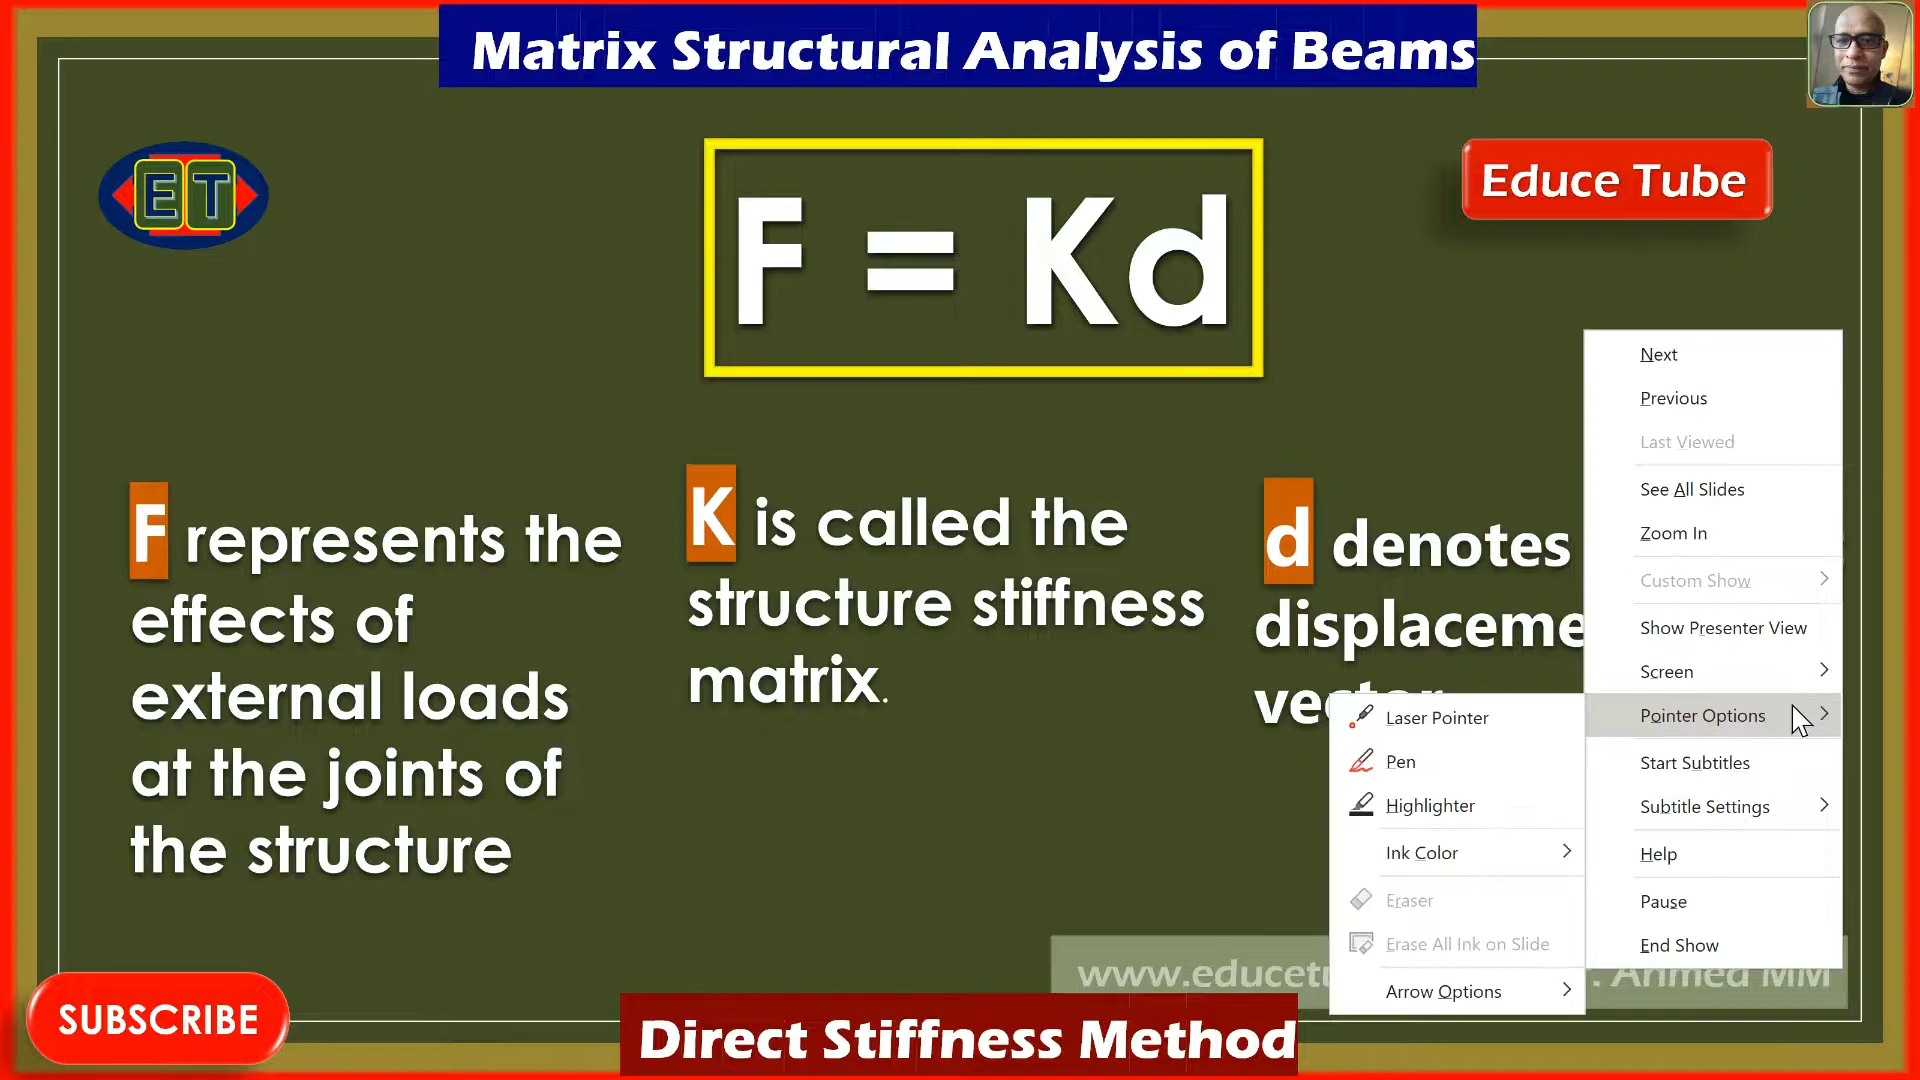 Matrix Structural Analysis of Beams
ET
F = Kd
Educe Tube
F represents the
effects of
external loads
at the joints of
the structure
K is called the
structure stiffness
matrix.
d denotes
Next
Previous
Last Viewed
See All Slides
Zoom In
Custom Show
Show Presenter View
Screen
Pointer Options
Start Subtitles
Subtitle Settings
Help
Pause
End Show
Laser Pointer
Pen
Highlighter
Ink Color
Eraser
Erase All Ink on Slide
Arrow Options
Ahmed MM
SUBSCRIBE
Direct Stiffness Method